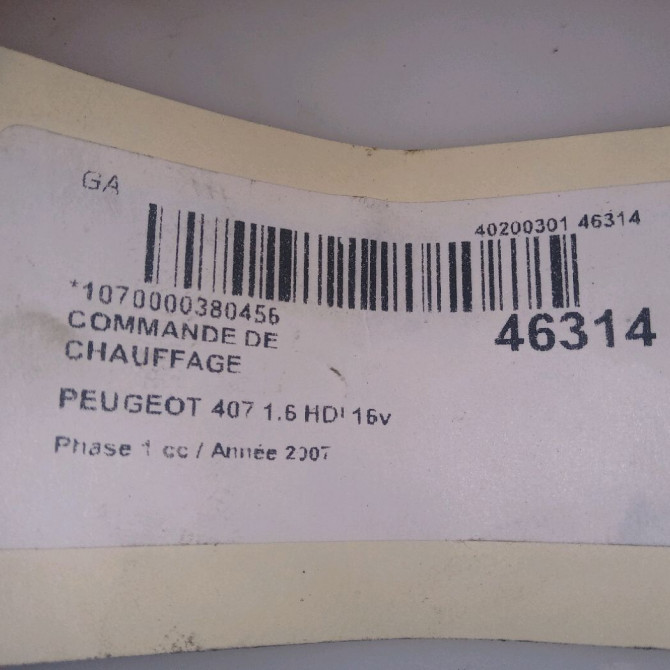 GA
40200301 46314
*1070000380456
46314
COMMANDE DE
CHAUFFAGE
PEUGEOT 407 1.6 HDI 16v
Phase 1 cc / Année 2007